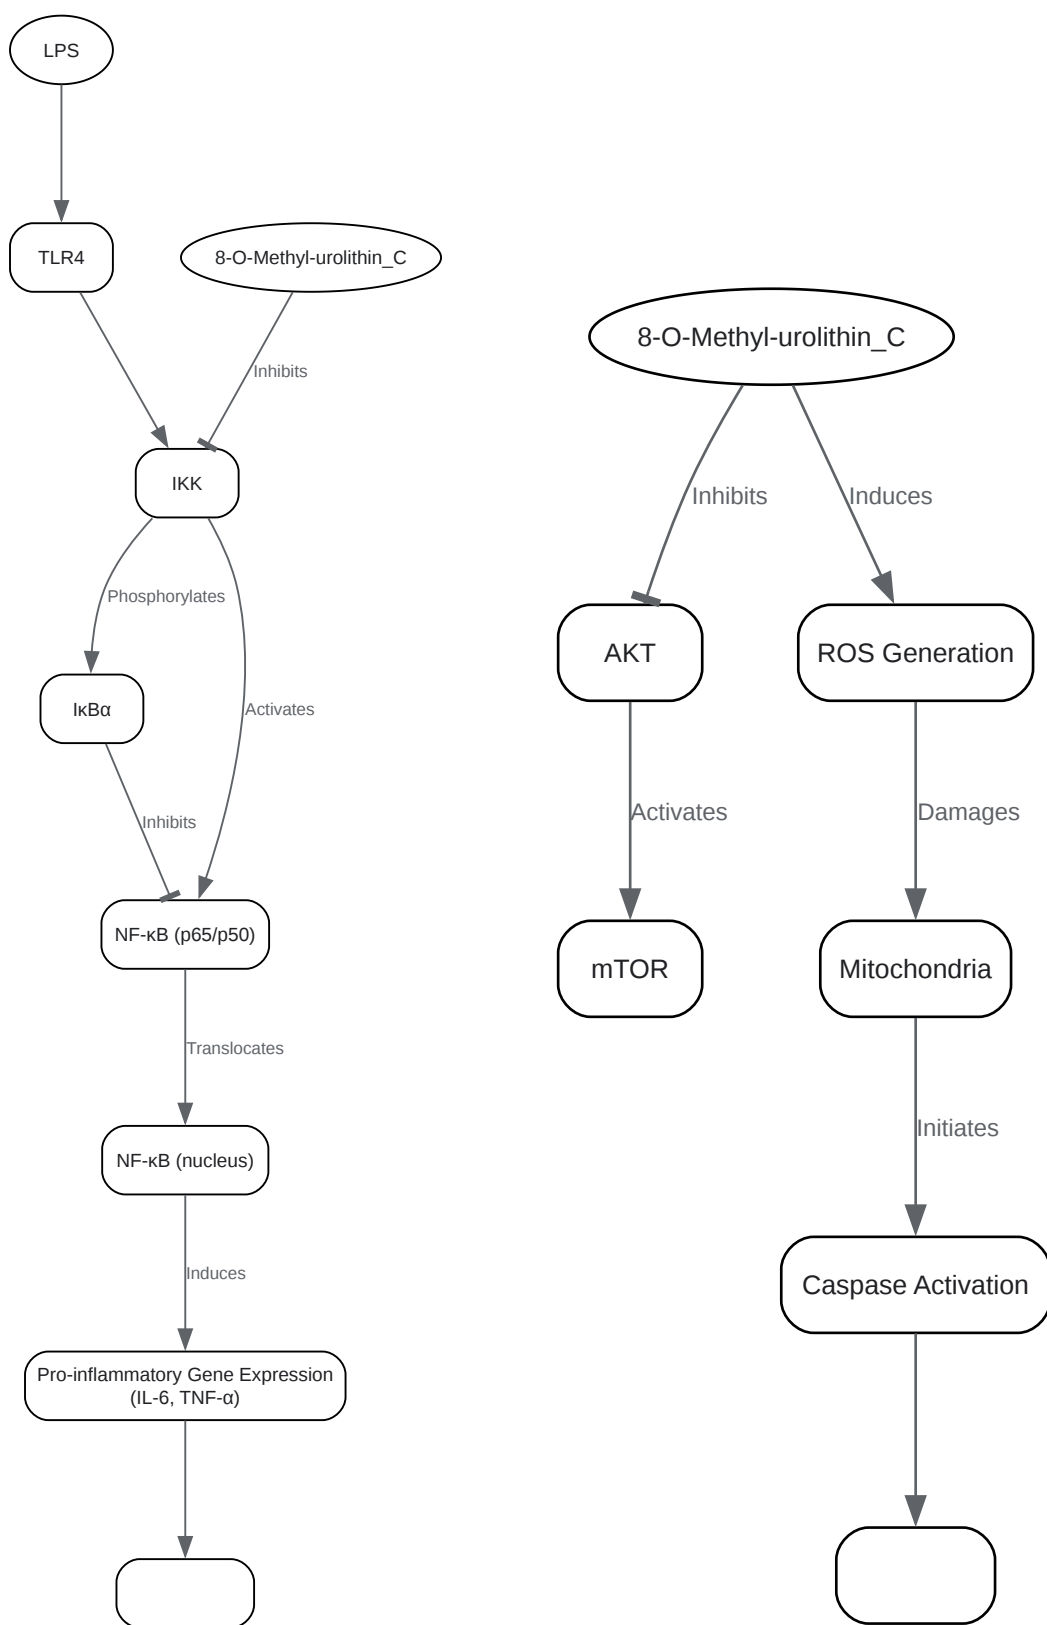 LPS
TLR4
8-O-Methyl-urolithin_C
Inhibits
IKK
Phosphorylates
IκBα
Activates
Inhibits
NF-κB (p65/p50)
Translocates
NF-κB (nucleus)
Induces
Pro-inflammatory Gene Expression
(IL-6, TNF-α)
8-O-Methyl-urolithin_C
Inhibits
Induces
AKT
ROS Generation
Activates
Damages
mTOR
Mitochondria
Initiates
Caspase Activation